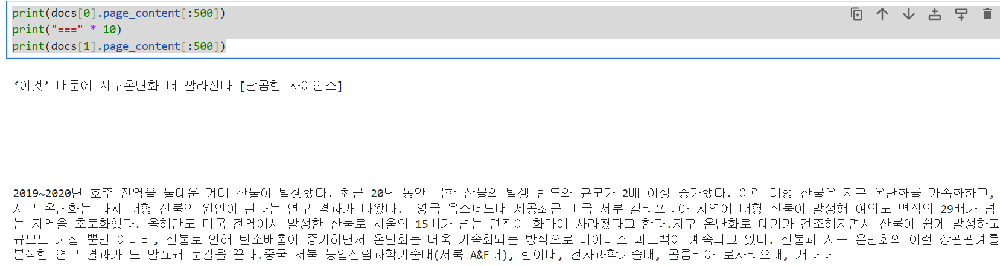 print(docs[0].page_content[:500])
print("===" * 10)
print(docs[1].page_content[:500])
‘이것’ 때문에 지구온난화 더 빨라진다 [달콤한 사이언스]
2019~2020년 호주 전역을 불태운 거대 산불이 발생했다. 최근 20년 동안 극한 산불의 발생 빈도와 규모가 2배 이상 증가했다. 이런 대형 산불은 지구 온난화를 가속화하고,
지구 온난화는 다시 대형 산불의 원인이 된다는 연구 결과가 나왔다.  영국 옥스퍼드대 제공최근 미국 서부 캘리포니아 지역에 대형 산불이 발생해 여의도 면적의 29배가 넘
는 지역을 초토화했다. 올해만도 미국 전역에서 발생한 산불로 서울의 15배가 넘는 면적이 화마에 사라졌다고 한다.지구 온난화로 대기가 건조해지면서 산불이 쉽게 발생하고
규모도 커질 뿐만 아니라, 산불로 인해 탄소배출이 증가하면서 온난화는 더욱 가속화되는 방식으로 마이너스 피드백이 계속되고 있다. 산불과 지구 온난화의 이런 상관관계를
분석한 연구 결과가 또 발표돼 눈길을 끈다.중국 서북 농업산림과학기술대(서북 A&F대), 린이대, 전자과학기술대, 콜롬비아 로자리오대, 캐나다